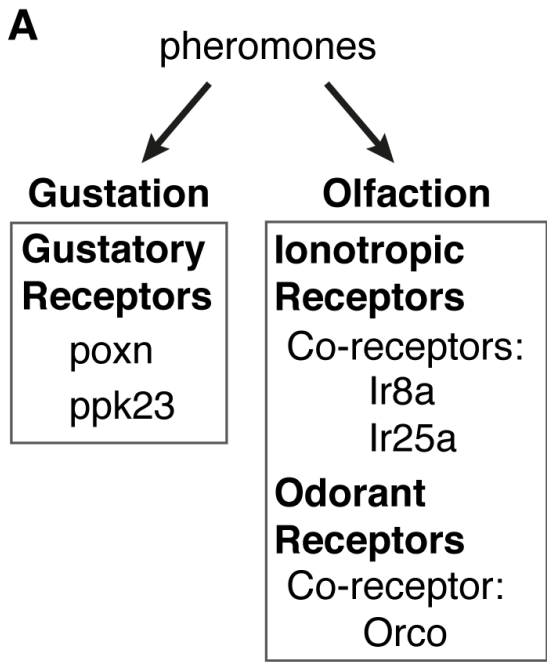 A
pheromones
Gustation
Gustatory
Receptors
poxn
ppk23
Olfaction
Ionotropic
Receptors
Co-receptors:
Ir8a
Ir25a
Odorant
Receptors
Co-receptor:
Orco